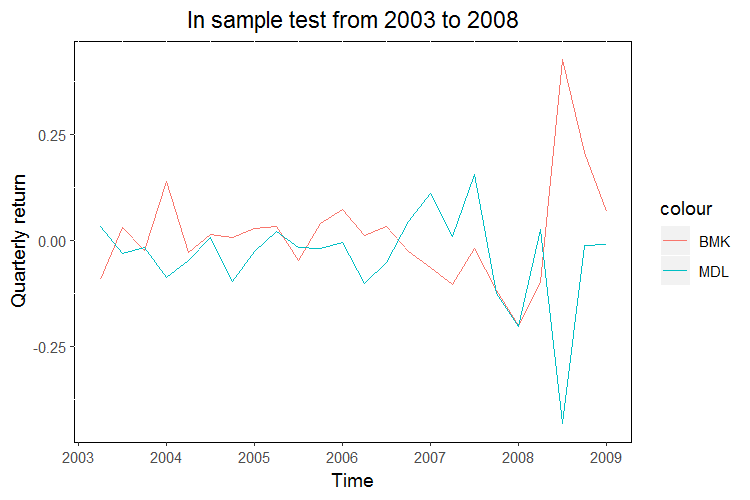 In sample test from 2003 to 2008
Quarterly return
0.25
0.00
-0.25
2003 2004 2005 2006 2007 2008 2009
Time
colour
BMK
MDL